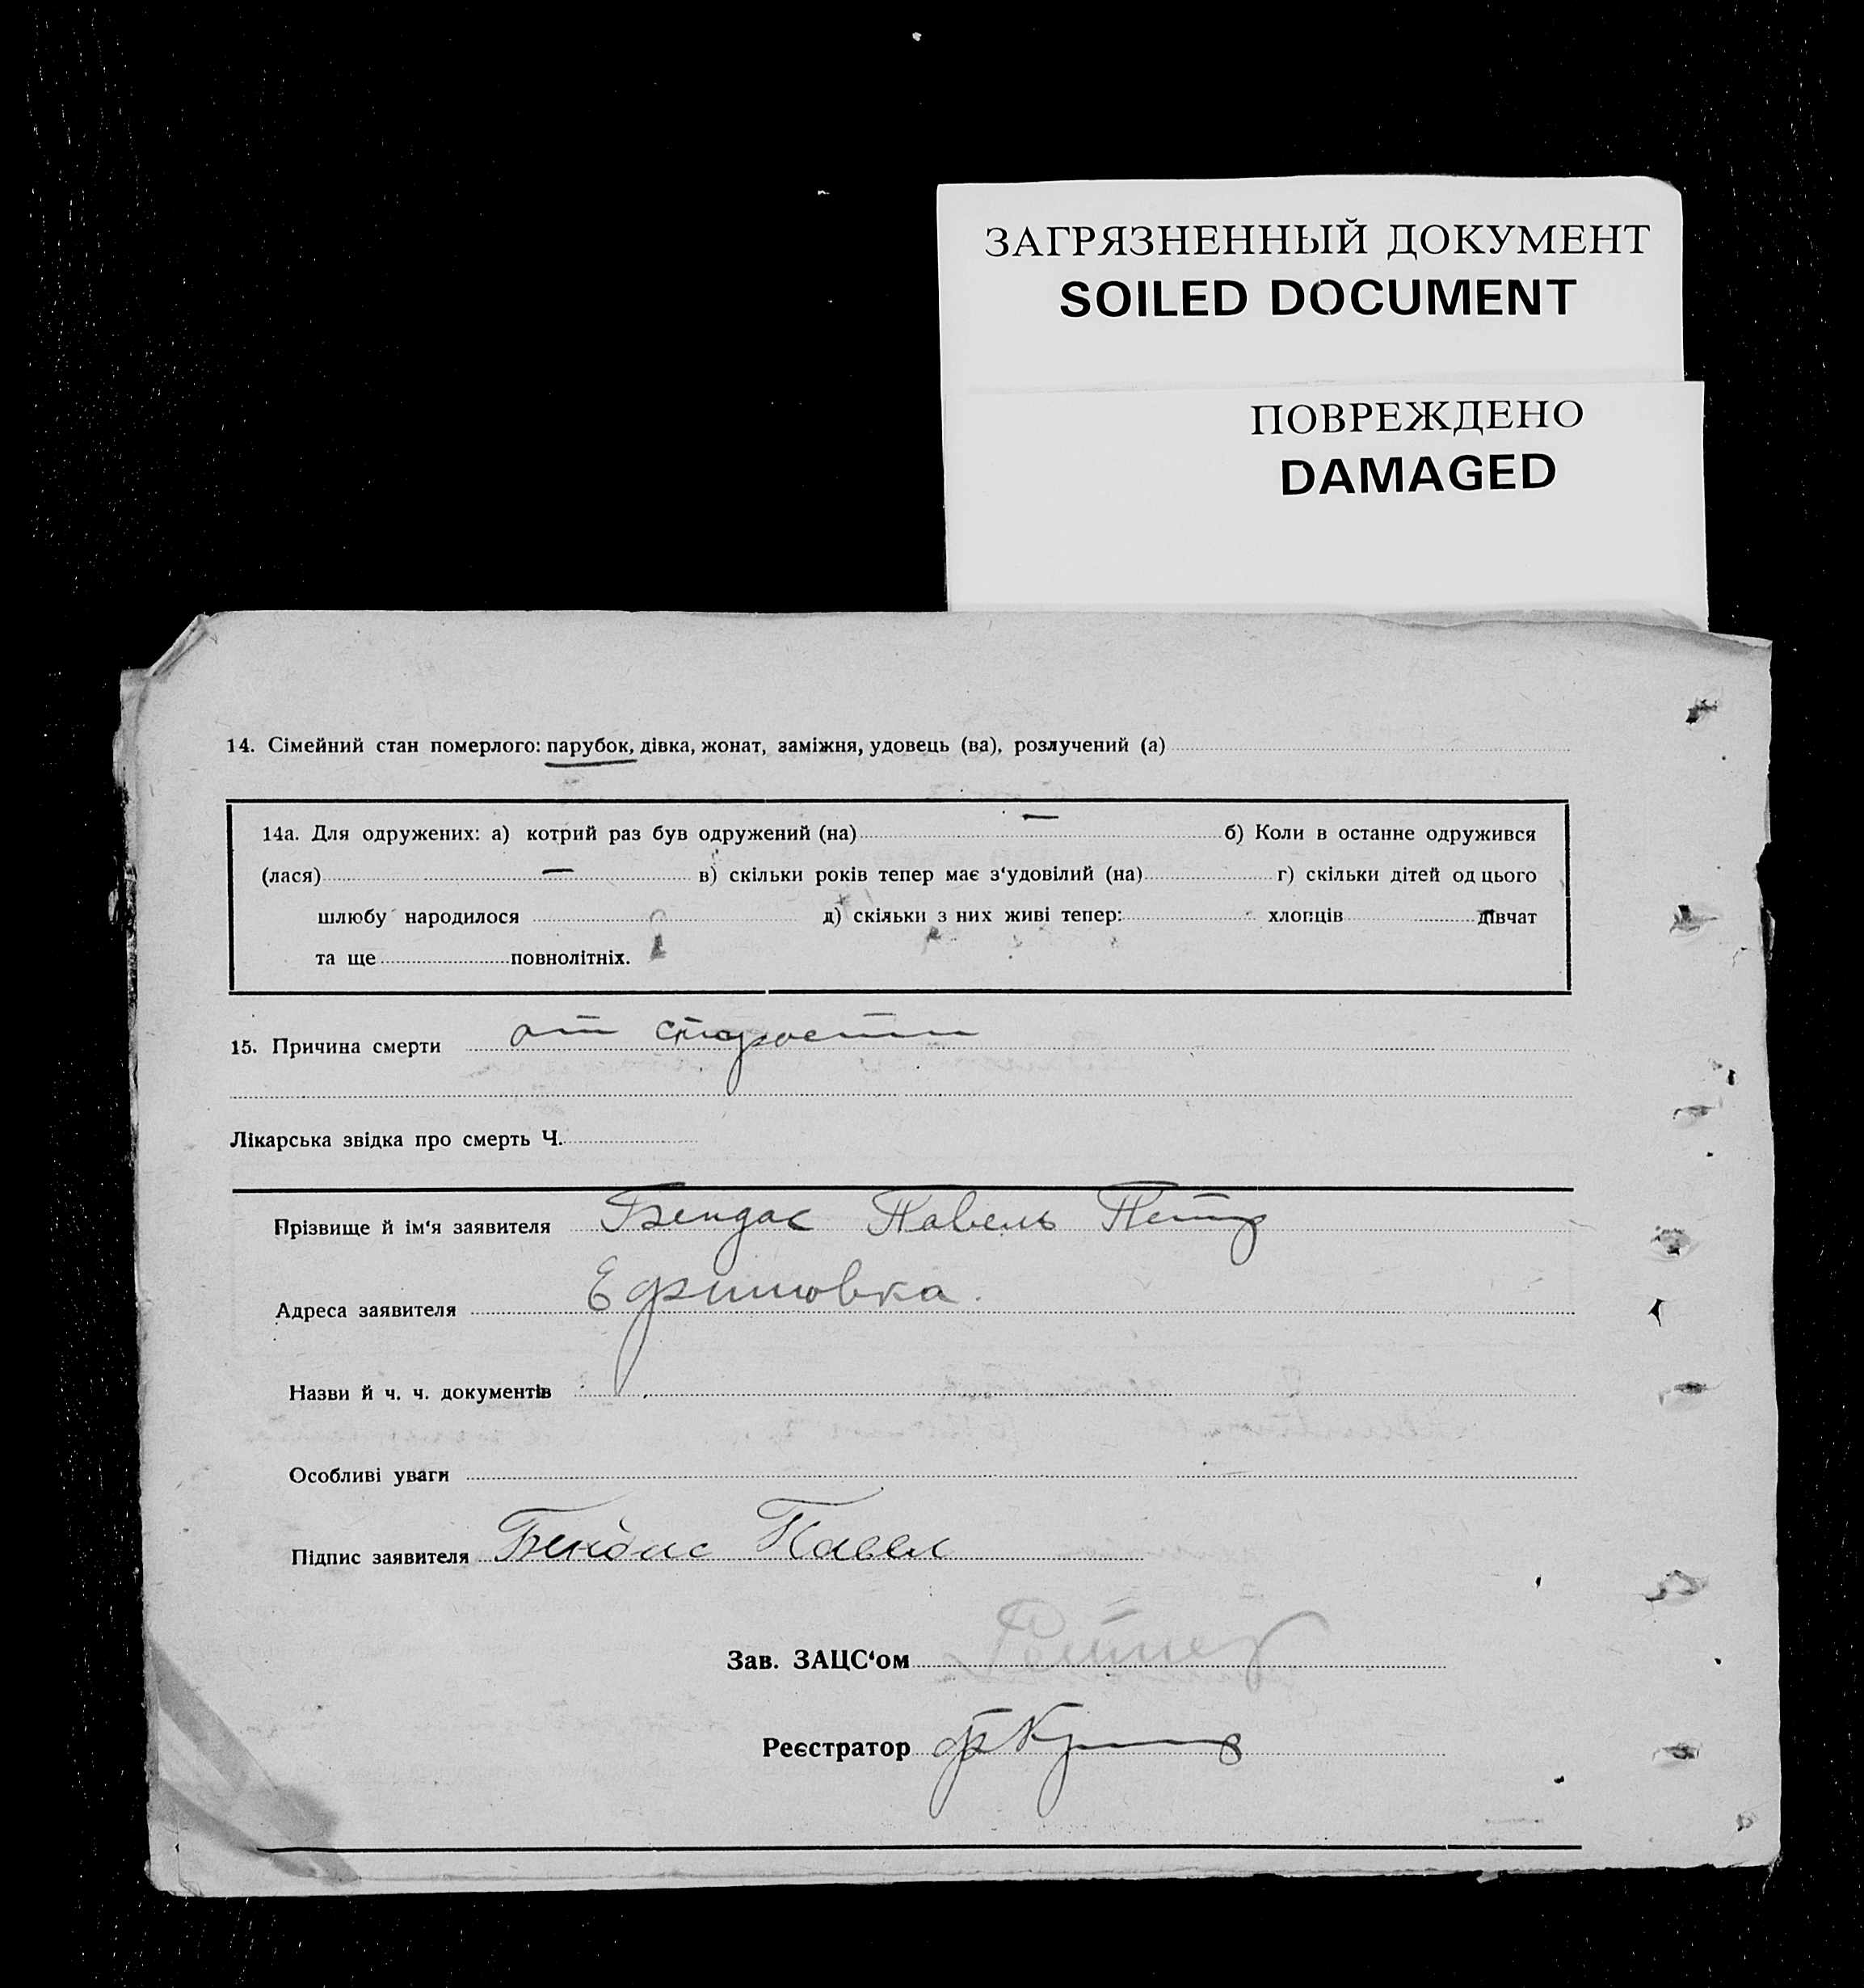 ЗАГРЯЗНЕННЫЙ ДОКУМЕНТ
SOILED DOCUMENT
ПОВРЕЖДЕНО
DAMAGED
14. Сімейний стан померлого: парубок, дівка, жонат, заміжня, удовець (ва), розлучений (а)
14а. Для одружених: а) котрий раз був одружений (на) — б) Коли в останне одружився
(лася) — в) скільки років тепер має з‘удовілий (на) г) скільки дітей од цього
шлюбу народилося д) скільки з них живі тепер: хлопців дівчат
та ще повнолітніх.
15. Причина смерти от старости
Лікарська звідка про смерть Ч.
Прізвище й ім‘я заявителя Бендас Павель Петр
Адреса заявителя Ефимовка.
Назви й ч. ч. документів
Особливі уваги
Підпис заявителя Бендас Павел
Зав. ЗАЦС‘ом
Реєстратор